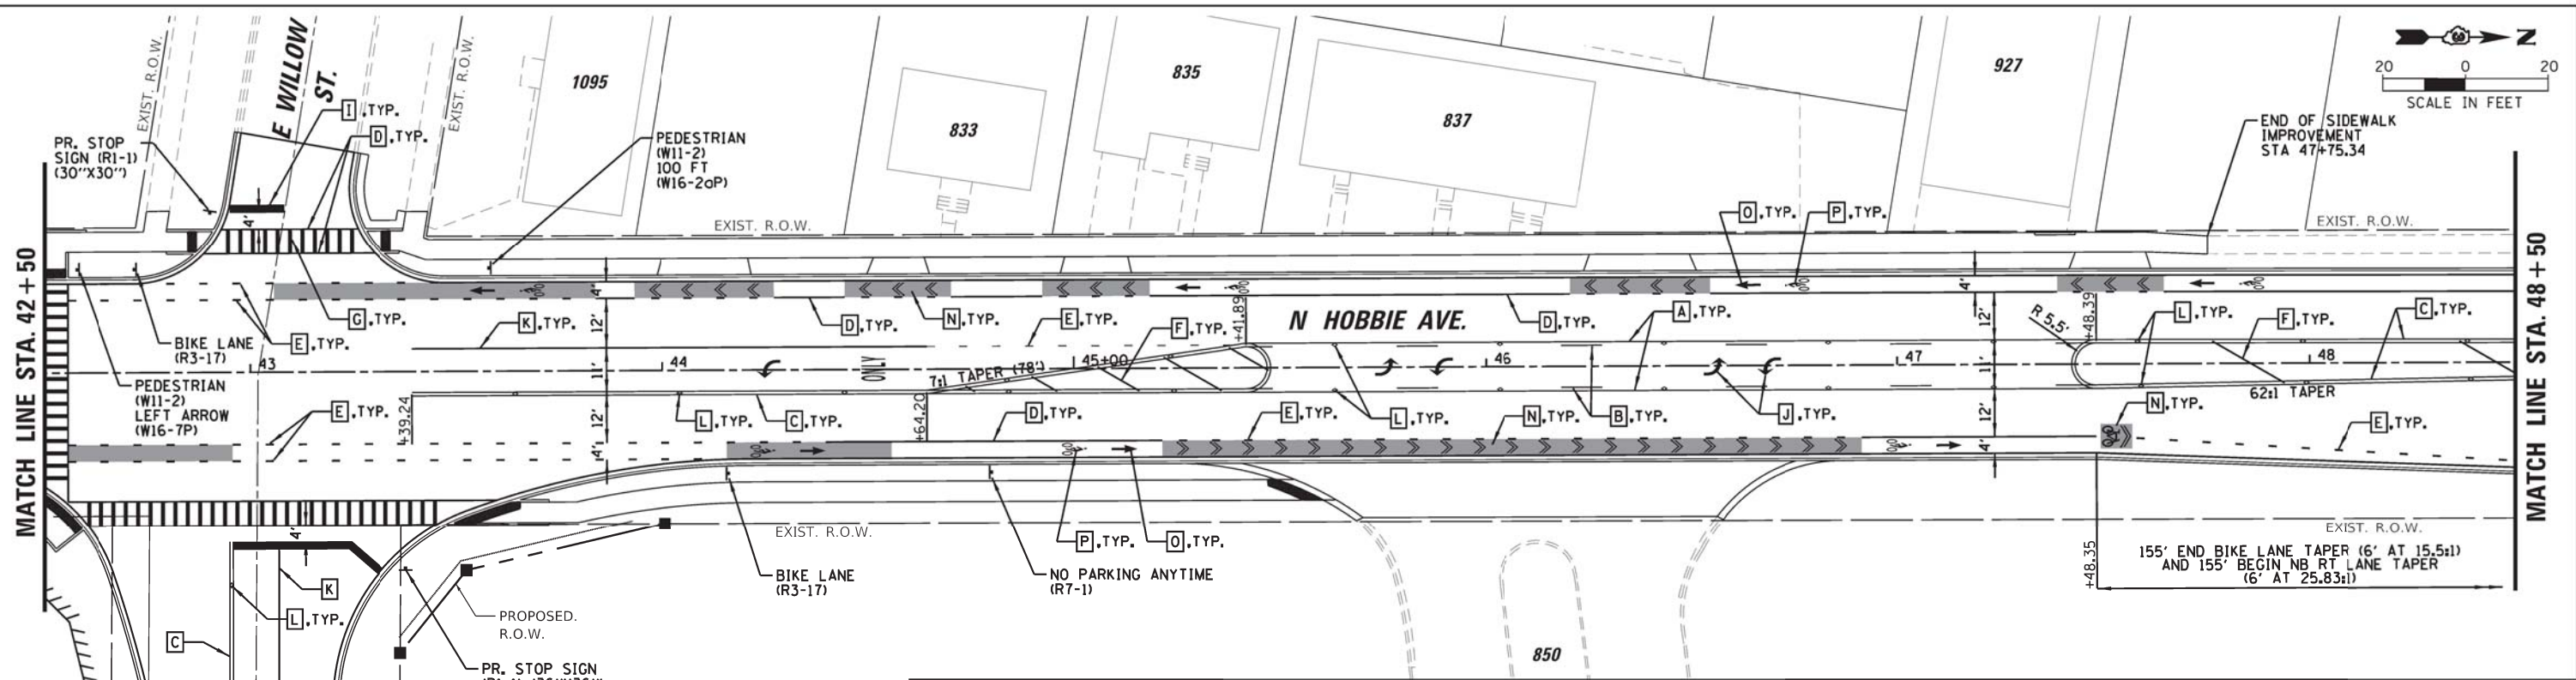 MATCH LINE STA. 42 + 50
EXIST. R.O.W.
E WILLOW
ST.
EXIST. R.O.W.
I, TYP.
D, TYP.
PR. STOP
SIGN (R1-1)
(30"X30")
4'
1095
PEDESTRIAN
(W11-2)
100 FT
(W16-2aP)
EXIST. R.O.W.
833
835
837
927
N
20 0 20
SCALE IN FEET
END OF SIDEWALK
IMPROVEMENT
STA 47+75.34
EXIST. R.O.W.
O, TYP.
P, TYP.
4'
4'
BIKE LANE
(R3-17)
E, TYP.
G, TYP.
K, TYP.
12'
D, TYP.
N, TYP.
E, TYP.
F, TYP.
+41.89
N HOBBIE AVE.
D, TYP.
A, TYP.
12'
R 5.5'
+48.39
L, TYP.
F, TYP.
C, TYP.
43
44
ONLY
7:1 TAPER (78')
45+00
46
47
48
11'
11'
11'
62:1 TAPER
PEDESTRIAN
(W11-2)
LEFT ARROW
(W16-7P)
E, TYP.
+39.24
12'
L, TYP.
C, TYP.
+64.20
D, TYP.
E, TYP.
L, TYP.
N, TYP.
B, TYP.
J, TYP.
12'
N, TYP.
E, TYP.
4'
4'
4'
EXIST. R.O.W.
P, TYP.
O, TYP.
EXIST. R.O.W.
BIKE LANE
(R3-17)
NO PARKING ANYTIME
(R7-1)
+48.35
155' END BIKE LANE TAPER (6' AT 15.5:1)
AND 155' BEGIN NB RT LANE TAPER
(6' AT 25.83:1)
K
L, TYP.
C
PROPOSED.
R.O.W.
PR. STOP SIGN
850
MATCH LINE STA. 48 + 50